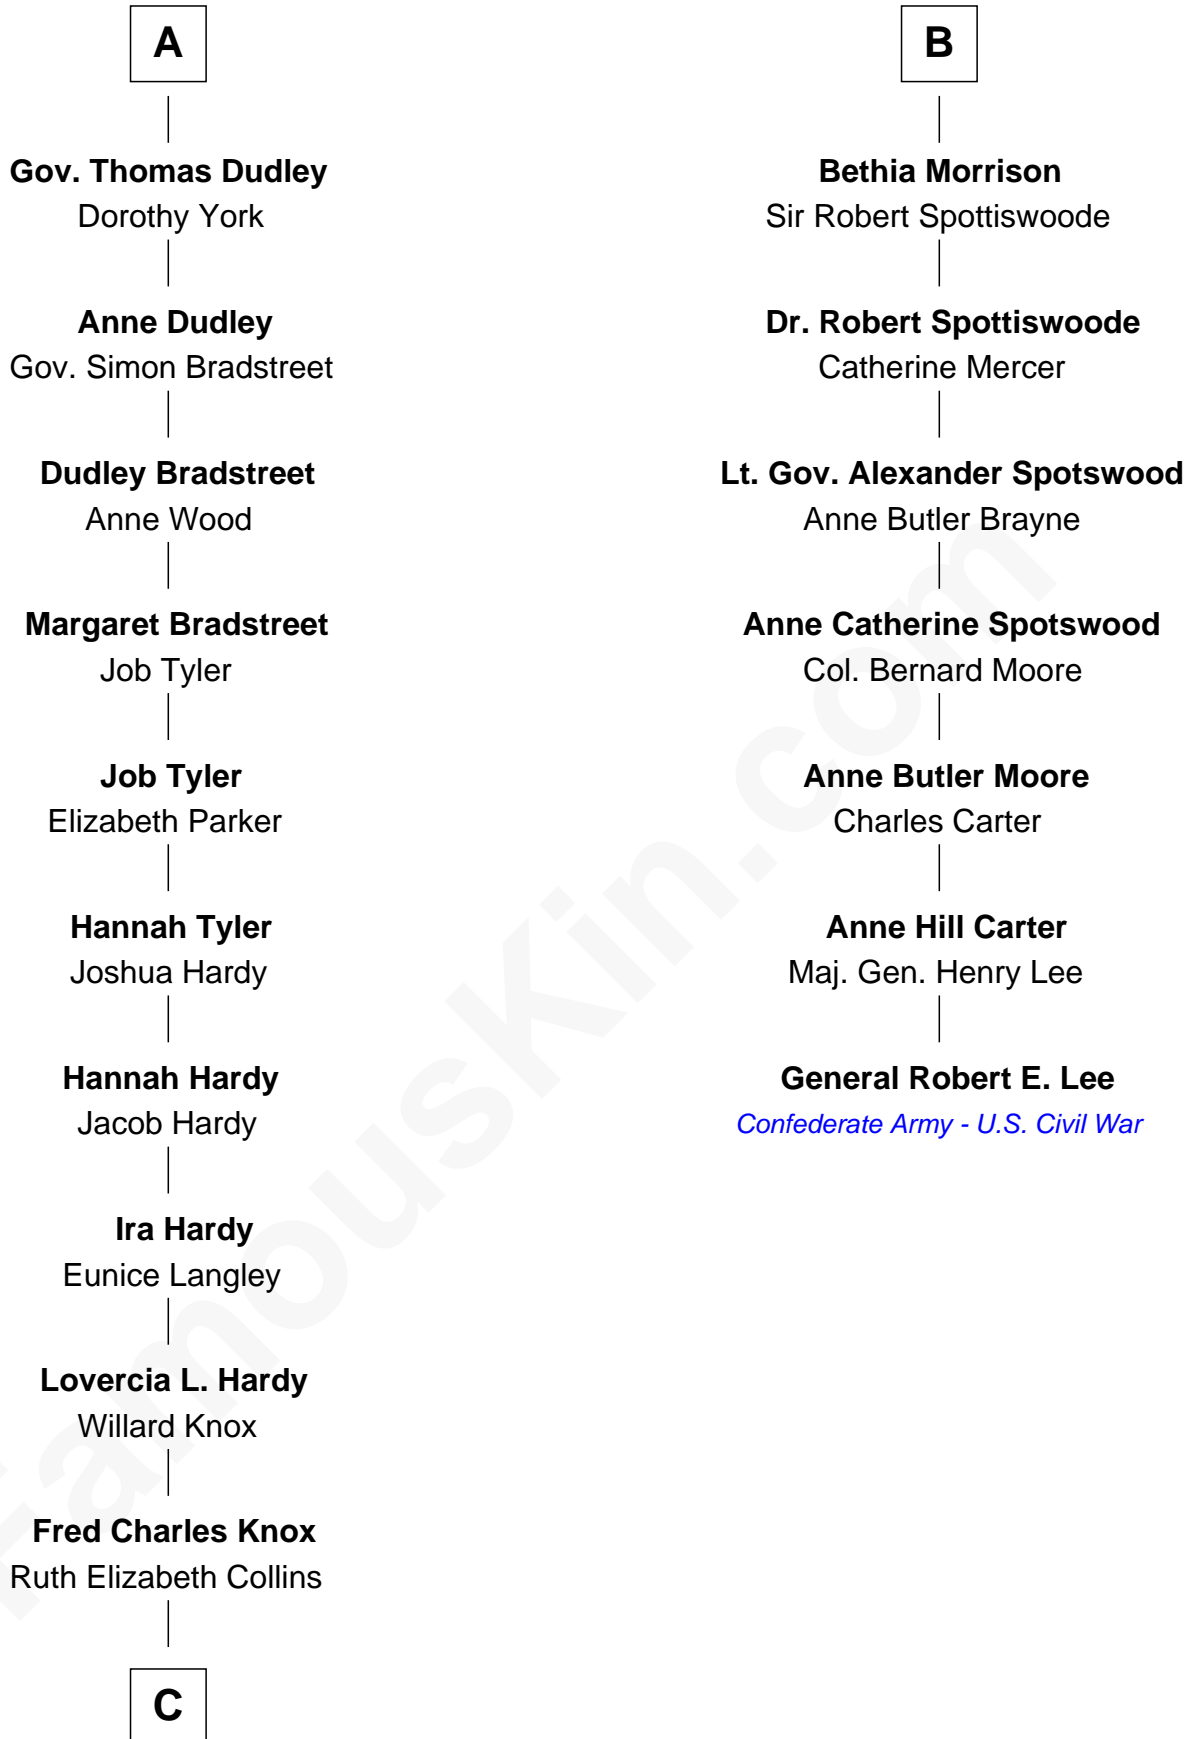 A
Gov. Thomas Dudley
Dorothy York
Anne Dudley
Gov. Simon Bradstreet
Dudley Bradstreet
Anne Wood
Margaret Bradstreet
Job Tyler
Job Tyler
Elizabeth Parker
Hannah Tyler
Joshua Hardy
Hannah Hardy
Jacob Hardy
Ira Hardy
Eunice Langley
Lovercia L. Hardy
Willard Knox
Fred Charles Knox
Ruth Elizabeth Collins
C
B
Bethia Morrison
Sir Robert Spottiswoode
Dr. Robert Spottiswoode
Catherine Mercer
Lt. Gov. Alexander Spotswood
Anne Butler Brayne
Anne Catherine Spotswood
Col. Bernard Moore
Anne Butler Moore
Charles Carter
Anne Hill Carter
Maj. Gen. Henry Lee
General Robert E. Lee
Confederate Army - U.S. Civil War
FamousKin.com